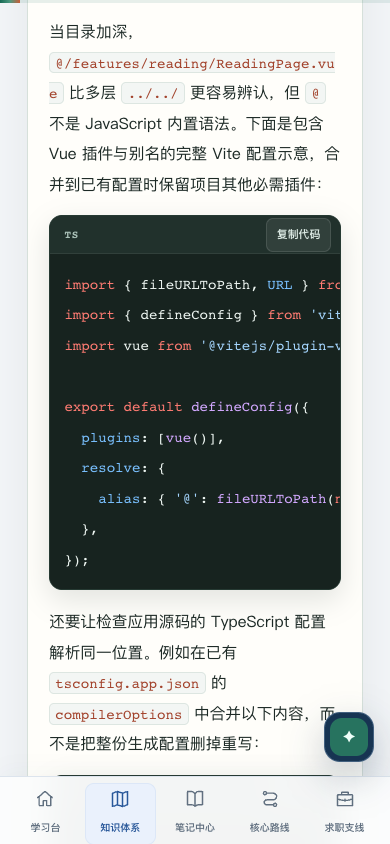 当目录加深，
@/features/reading/ReadingPage.vu
e 比多层 ../../ 更容易辨认，但 @
不是 JavaScript 内置语法。下面是包含
Vue 插件与别名的完整 Vite 配置示意，合
并到已有配置时保留项目其他必需插件：
TS
复制代码
import { fileURLToPath, URL } fro
import { defineConfig } from 'vit
import vue from '@vitejs/plugin-v
export default defineConfig({
plugins: [vue()],
resolve: {
alias: { '@': fileURLToPath(n
},
});
还要让检查应用源码的 TypeScript 配置
解析同一位置。例如在已有
tsconfig.app.json 的
compilerOptions 中合并以下内容，而
不是把整份生成配置删掉重写：
学习台
知识体系
笔记中心
核心路线
求职支线